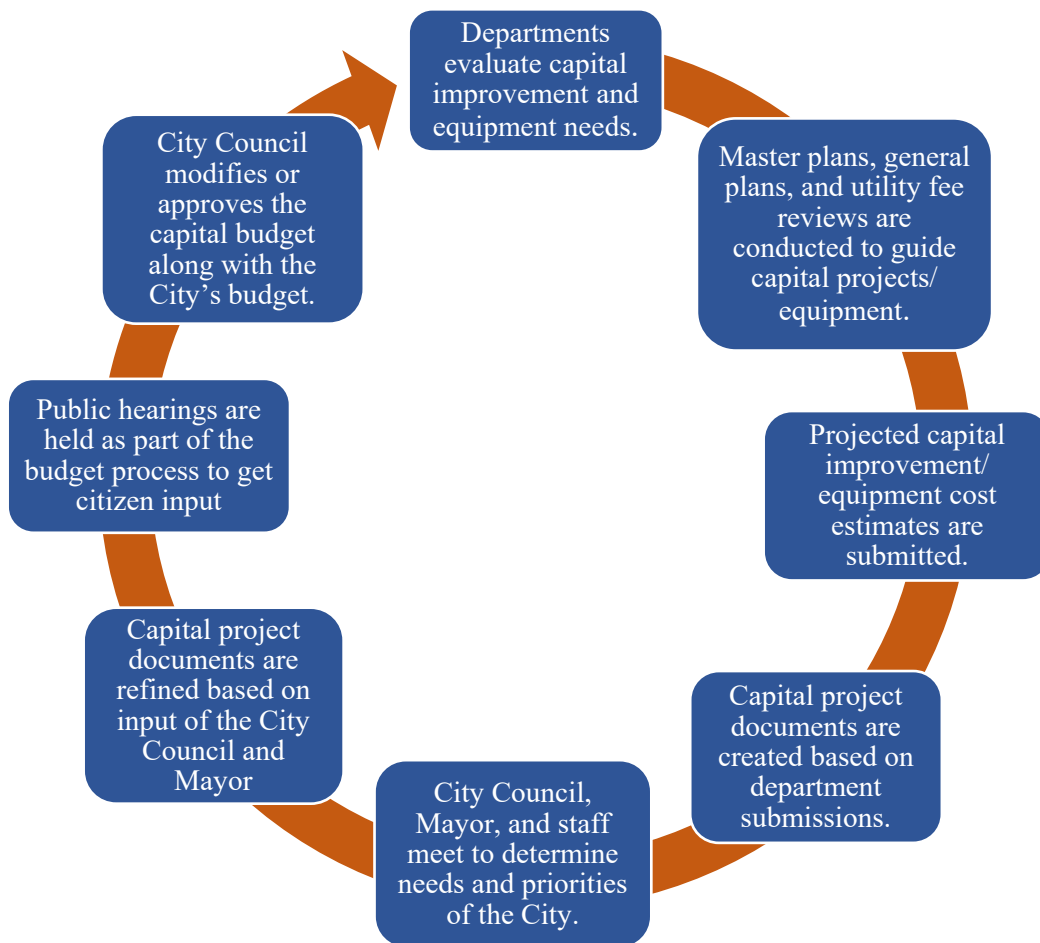 Departments
evaluate capital
improvement and
equipment needs.
Master plans, general
plans, and utility fee
reviews are
conducted to guide
capital projects/
equipment.
Projected capital
improvement/
equipment cost
estimates are
submitted.
Capital project
documents are
created based on
department
submissions.
City Council,
Mayor, and staff
meet to determine
needs and priorities
of the City.
Capital project
documents are
refined based on
input of the City
Council and
Mayor
Public hearings are
held as part of the
budget process to get
citizen input
City Council
modifies or
approves the
capital budget
along with the
City’s budget.